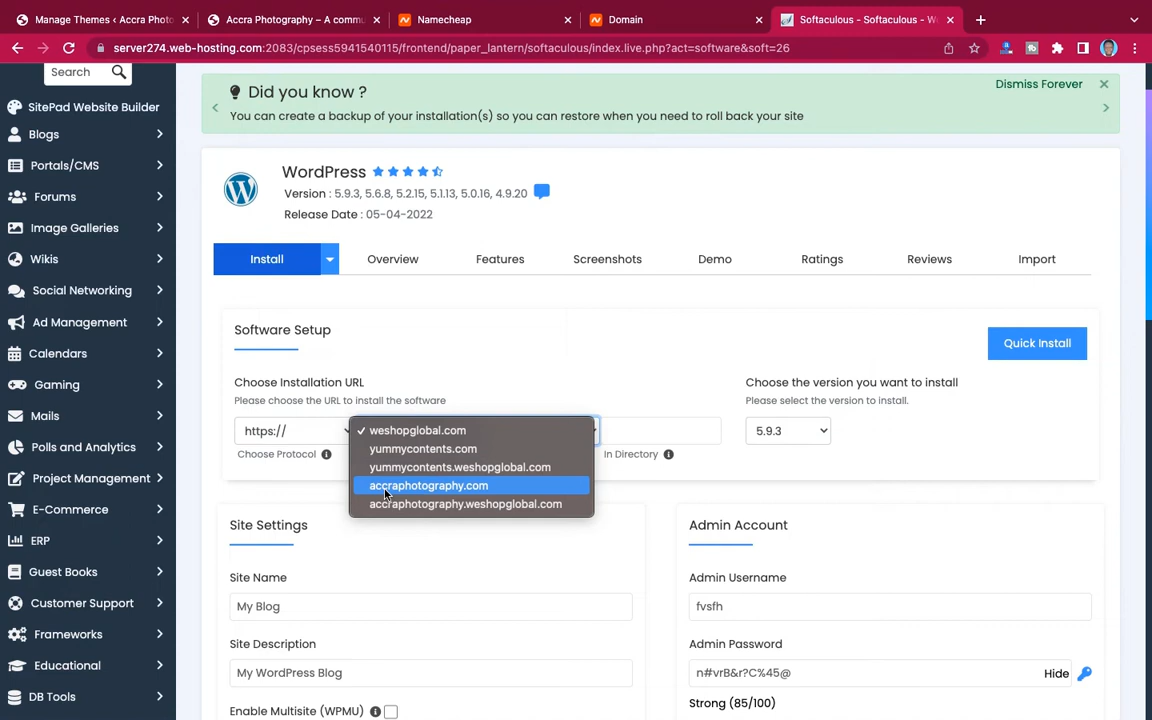 Manage Themes ‹ Accra Phot
Accra Photography – A commu
Namecheap
Domain
Softaculous - Softaculous - W
server274.web-hosting.com:2083/cpsess5941540115/frontend/paper_lantern/softaculous/index.live.php?act=software&soft=26
Search
SitePad Website Builder
Blogs
Portals/CMS
Forums
Image Galleries
Wikis
Social Networking
Ad Management
Calendars
Gaming
Mails
Polls and Analytics
Project Management
E-Commerce
ERP
Guest Books
Customer Support
Frameworks
Educational
DB Tools
Did you know ?
Dismiss Forever
You can create a backup of your installation(s) so you can restore when you need to roll back your site
WordPress
Version : 5.9.3, 5.6.8, 5.2.15, 5.1.13, 5.0.16, 4.9.20
Release Date : 05-04-2022
Install
Overview
Features
Screenshots
Demo
Ratings
Reviews
Import
Software Setup
Quick Install
Choose Installation URL
Please choose the URL to install the software
https://
Choose Protocol
weshopglobal.com
yummycontents.com
yummycontents.weshopglobal.com
accraphotography.com
accraphotography.weshopglobal.com
In Directory
Choose the version you want to install
Please select the version to install.
5.9.3
Site Settings
Site Name
My Blog
Site Description
My WordPress Blog
Enable Multisite (WPMU)
Admin Account
Admin Username
fvsfh
Admin Password
n#vrB&r?C%45@
Hide
Strong (85/100)